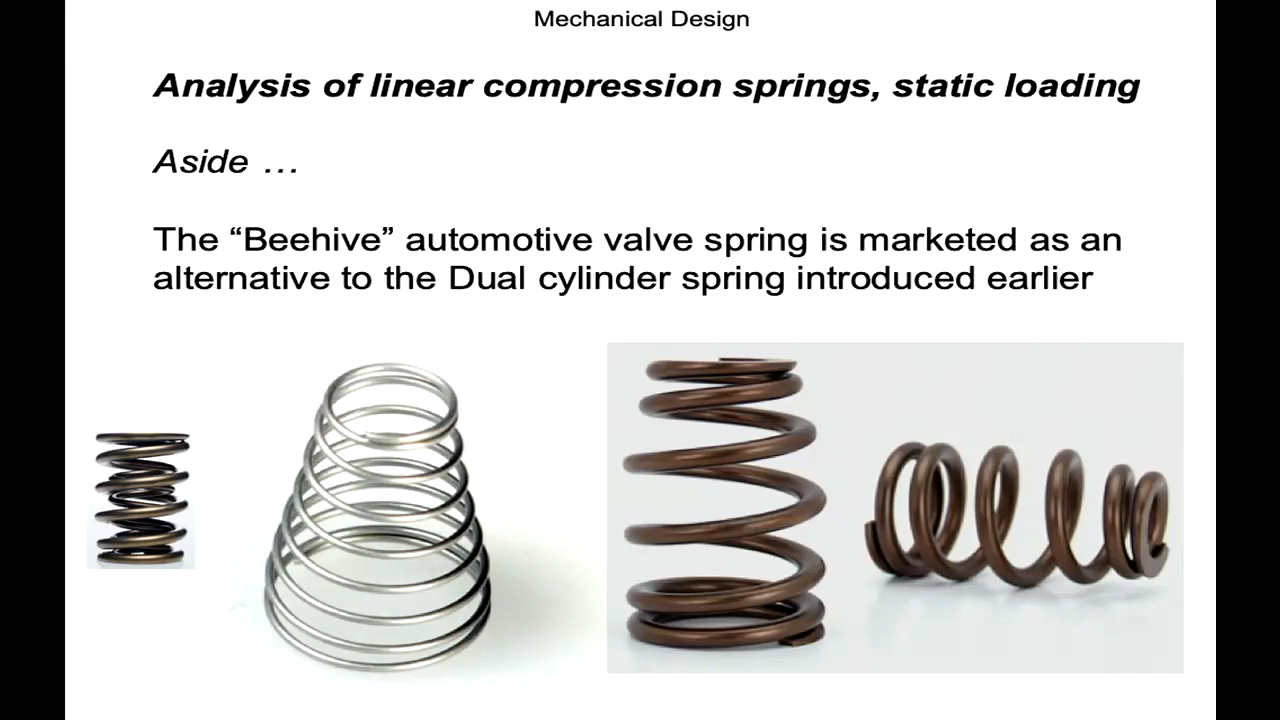 Mechanical Design
Analysis of linear compression springs, static loading
Aside …
The “Beehive” automotive valve spring is marketed as an
alternative to the Dual cylinder spring introduced earlier